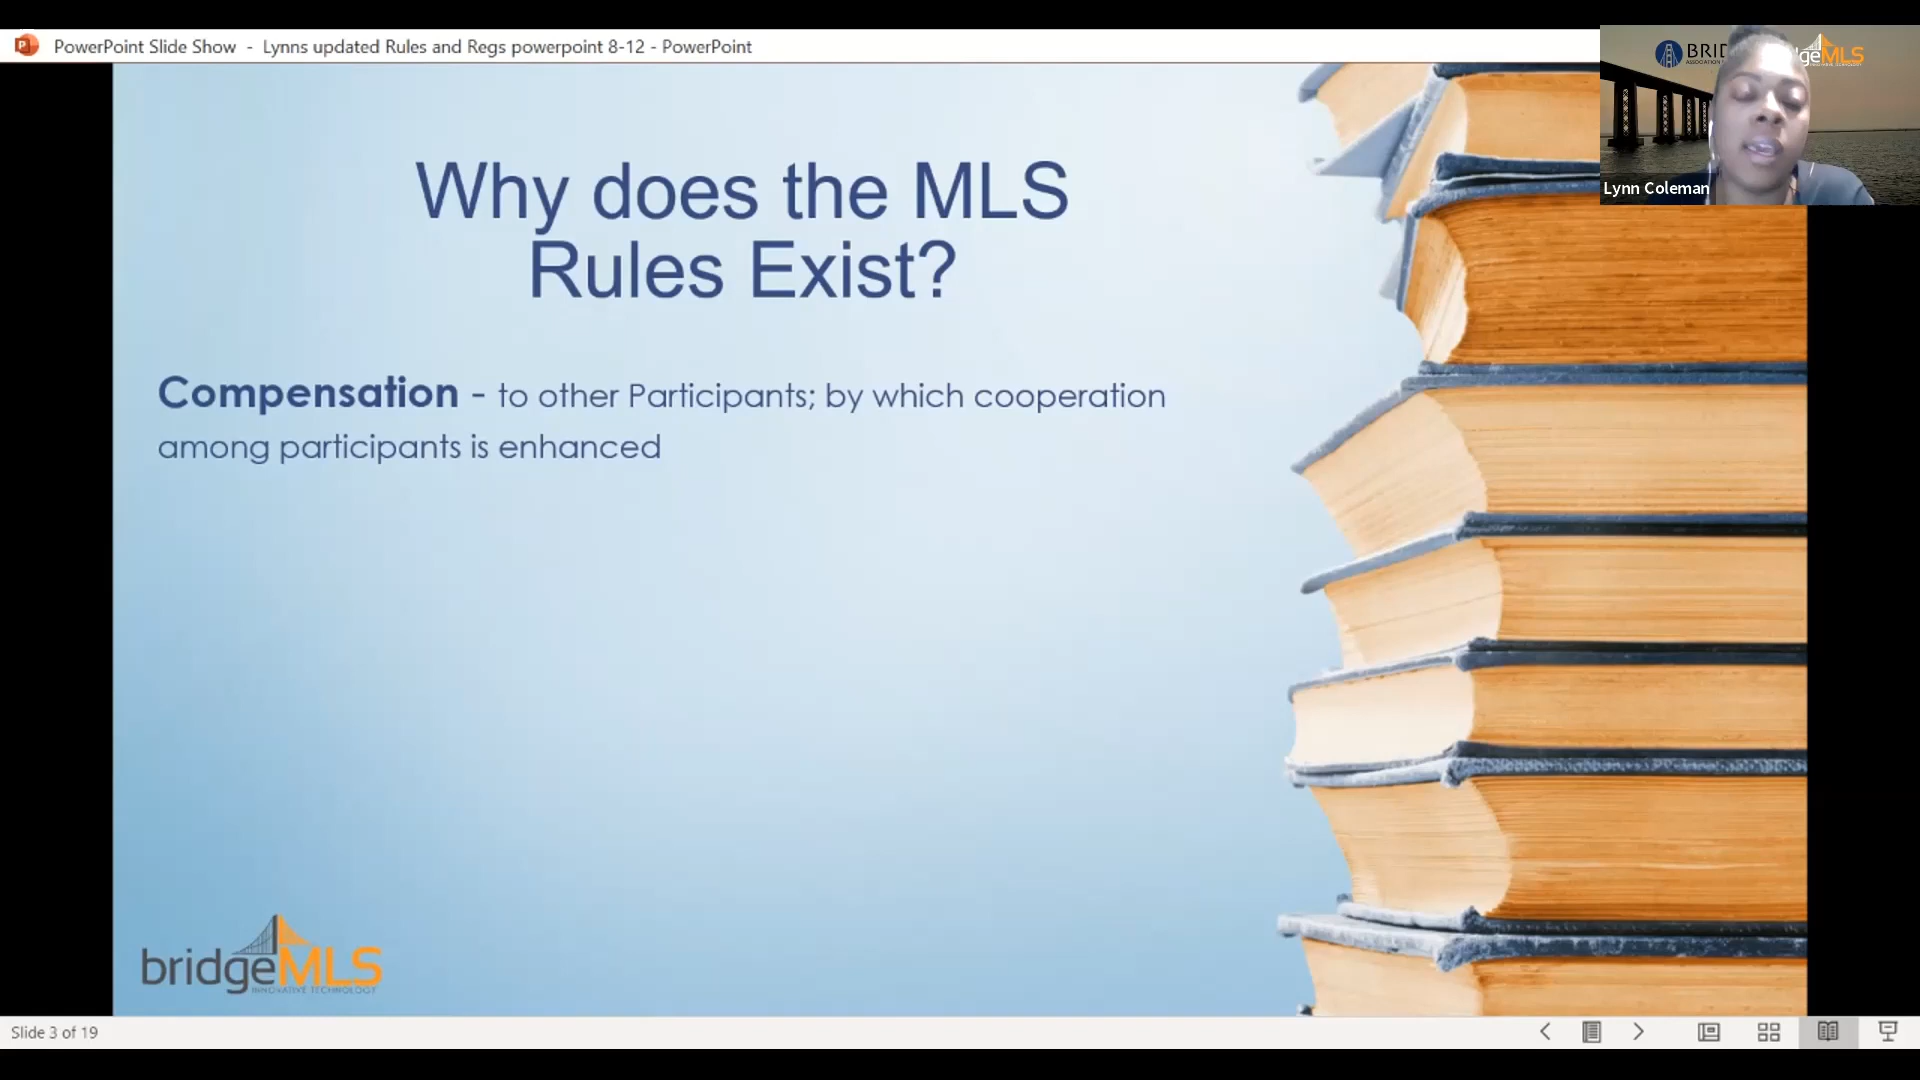 PowerPoint Slide Show - Lynns updated Rules and Regs powerpoint 8-12 - PowerPoint
BRID
geMLS
Lynn Coleman
Why does the MLS
Rules Exist?
Compensation - to other Participants; by which cooperation
among participants is enhanced
bridgeMLS
INNOVATIVE TECHNOLOGY
Slide 3 of 19